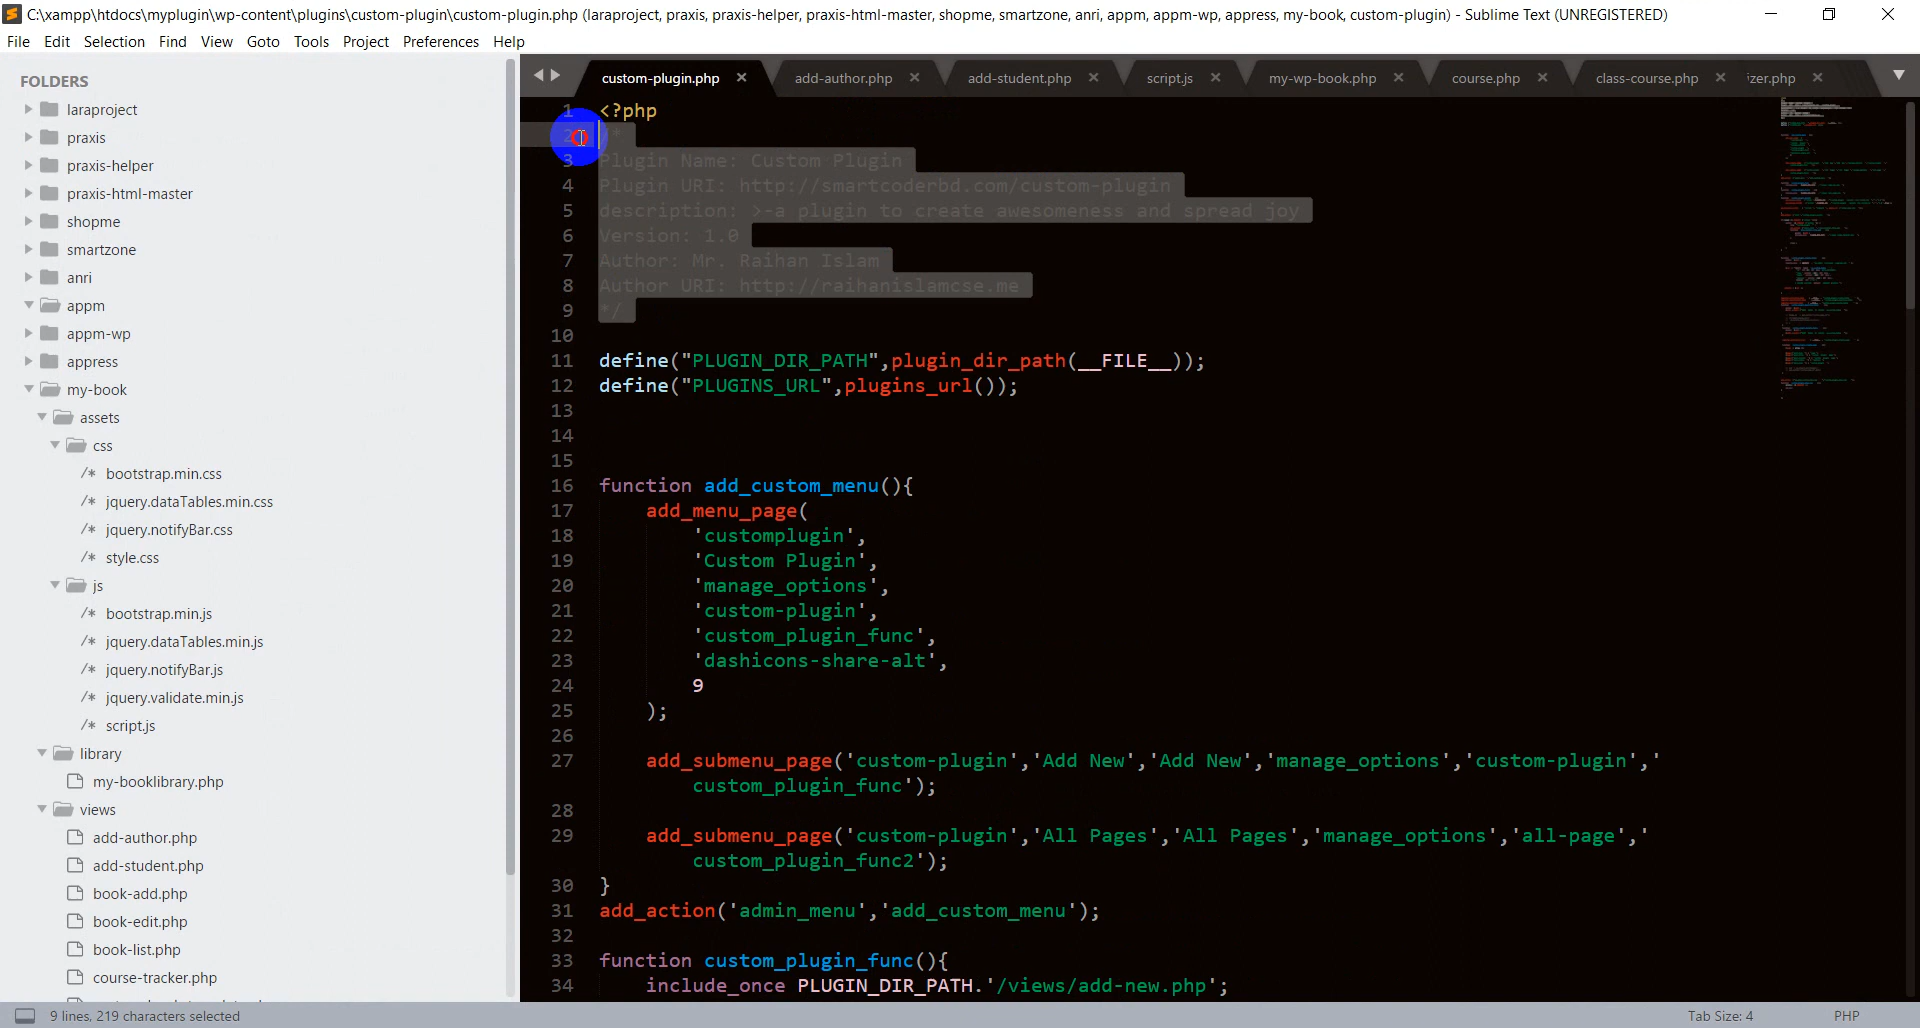 C:\xampp\htdocs\myplugin\wp-content\plugins\custom-plugin\custom-plugin.php (laraproject, praxis, praxis-helper, praxis-html-master, shopme, smartzone, anri, appm, appm-wp, appress, my-book, custom-plugin) - Sublime Text (UNREGISTERED)
File Edit Selection Find View Goto Tools Project Preferences Help
FOLDERS
laraproject
praxis
praxis-helper
praxis-html-master
shopme
smartzone
anri
appm
appm-wp
appress
my-book
assets
css
/* bootstrap.min.css
/* jquery.dataTables.min.css
/* jquery.notifyBar.css
/* style.css
js
/* bootstrap.min.js
/* jquery.dataTables.min.js
/* jquery.notifyBar.js
/* jquery.validate.min.js
/* script.js
library
my-booklibrary.php
views
add-author.php
add-student.php
book-add.php
book-edit.php
book-list.php
course-tracker.php
custom-plugin.php add-author.php add-student.php script.js my-wp-book.php course.php class-course.php izer.php
1 <?php
2 /*
3 Plugin Name: Custom Plugin
4 Plugin URI: http://smartcoderbd.com/custom-plugin
5 description: >-a plugin to create awesomeness and spread joy
6 Version: 1.0
7 Author: Mr. Raihan Islam
8 Author URI: http://raihanislamcse.me
9 */
10
11 define("PLUGIN_DIR_PATH",plugin_dir_path(__FILE__));
12 define("PLUGINS_URL",plugins_url());
13
14
15
16 function add_custom_menu(){
17 add_menu_page(
18 'customplugin',
19 'Custom Plugin',
20 'manage_options',
21 'custom-plugin',
22 'custom_plugin_func',
23 'dashicons-share-alt',
24 9
25 );
26
27 add_submenu_page('custom-plugin','Add New','Add New','manage_options','custom-plugin','
custom_plugin_func');
28
29 add_submenu_page('custom-plugin','All Pages','All Pages','manage_options','all-page','
custom_plugin_func2');
30 }
31 add_action('admin_menu','add_custom_menu');
32
33 function custom_plugin_func(){
34 include_once PLUGIN_DIR_PATH.'/views/add-new.php';
9 lines, 219 characters selected
Tab Size: 4 PHP